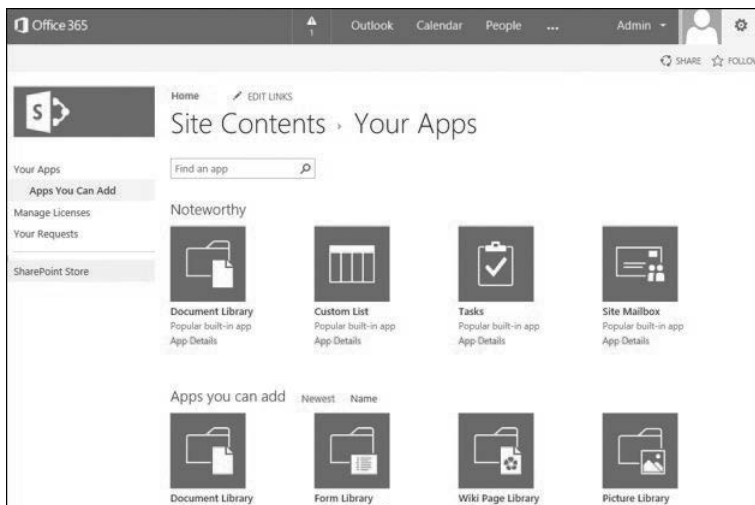 Office 365
1
Outlook Calendar People ... Admin
SHARE FOLLOW
S
Home EDIT LINKS
Site Contents › Your Apps
Find an app
Your Apps
Apps You Can Add
Manage Licenses
Your Requests
SharePoint Store
Noteworthy
Document Library Custom List Tasks Site Mailbox
Popular built-in app Popular built-in app Popular built-in app Popular built-in app
App Details App Details App Details App Details
Apps you can add Newest Name
Document Library Form Library Wiki Page Library Picture Library